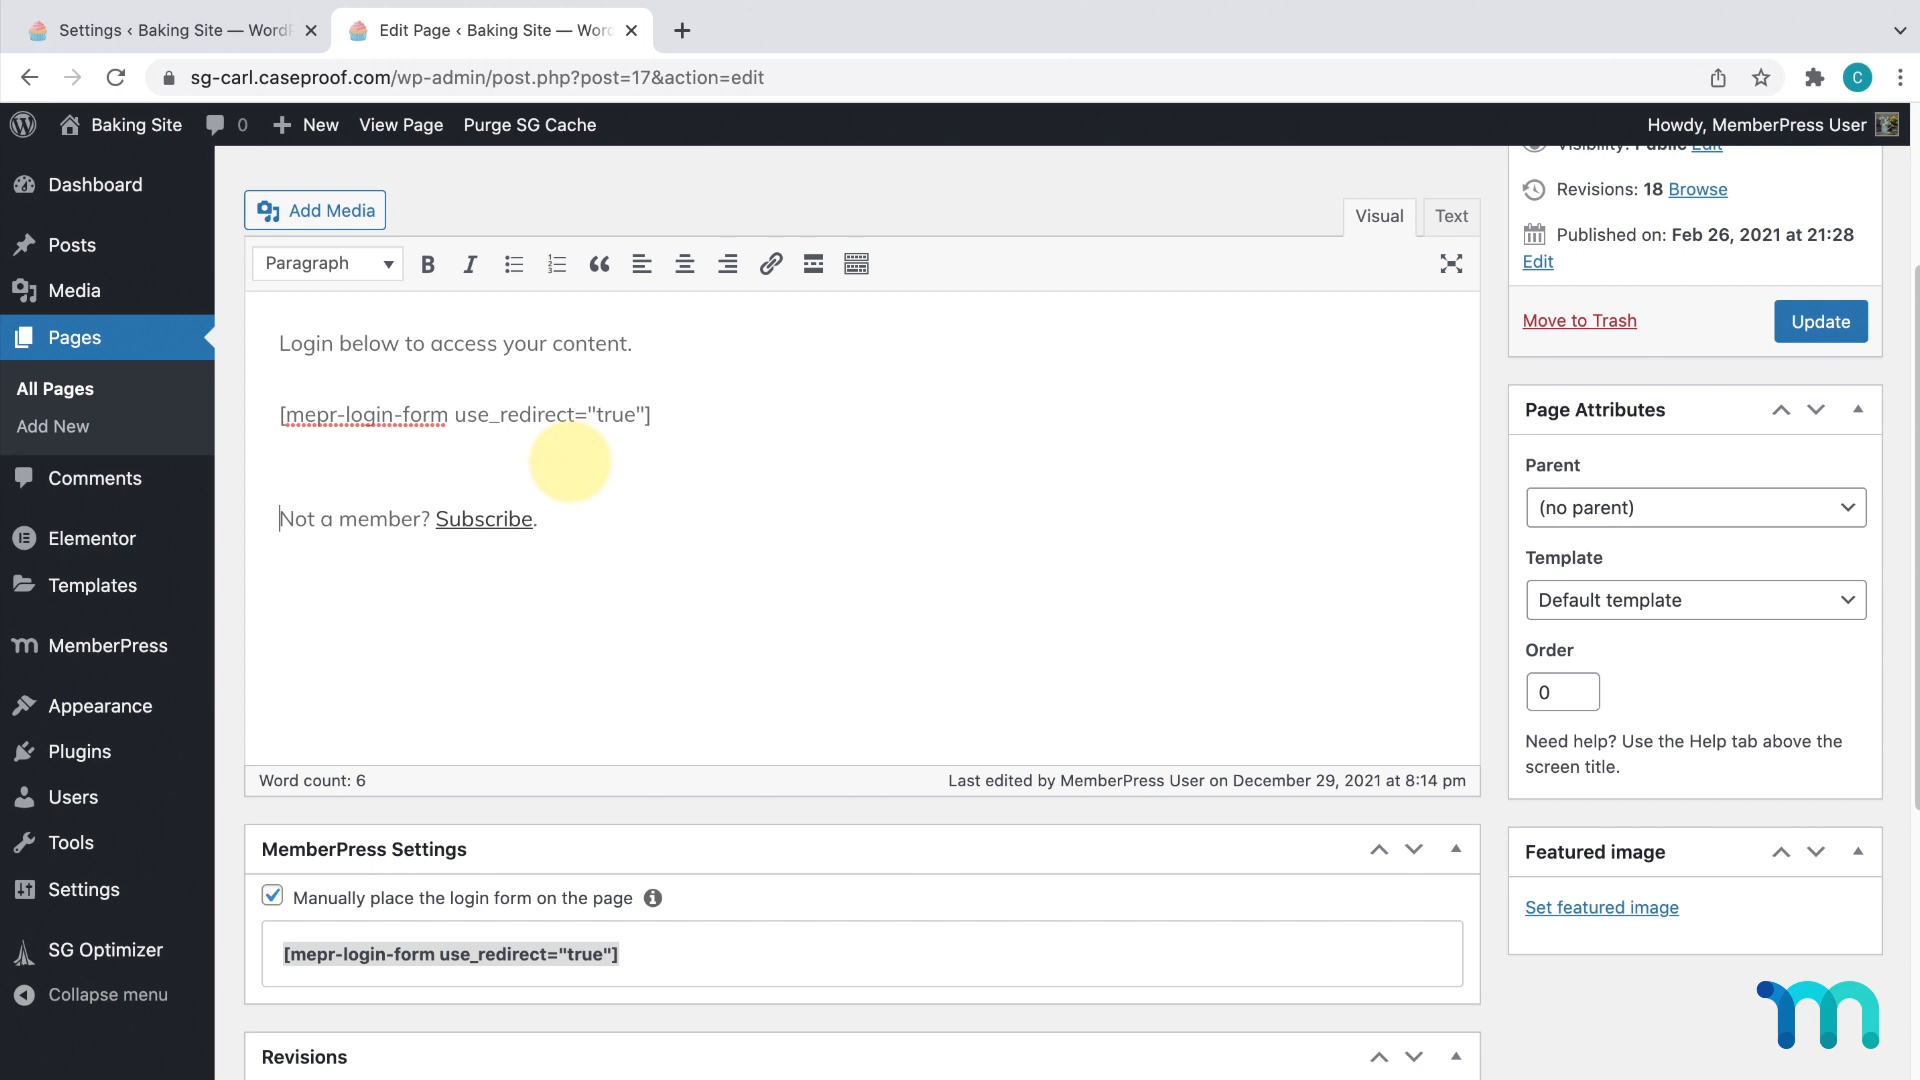 Settings ‹ Baking Site — WordP
Edit Page ‹ Baking Site — Word
sg-carl.caseproof.com/wp-admin/post.php?post=17&action=edit
C
Baking Site
0
New
View Page
Purge SG Cache
Howdy, MemberPress User
Dashboard
Posts
Media
Pages
All Pages
Add New
Comments
Elementor
Templates
MemberPress
Appearance
Plugins
Users
Tools
Settings
SG Optimizer
Collapse menu
Add Media
Visual
Text
Paragraph
Login below to access your content.
[mepr-login-form use_redirect="true"]
Not a member? Subscribe.
Word count: 6
Last edited by MemberPress User on December 29, 2021 at 8:14 pm
MemberPress Settings
Manually place the login form on the page
[mepr-login-form use_redirect="true"]
Revisions
Visibility: Public Edit
Revisions: 18 Browse
Published on: Feb 26, 2021 at 21:28
Edit
Move to Trash
Update
Page Attributes
Parent
(no parent)
Template
Default template
Order
0
Need help? Use the Help tab above the
screen title.
Featured image
Set featured image